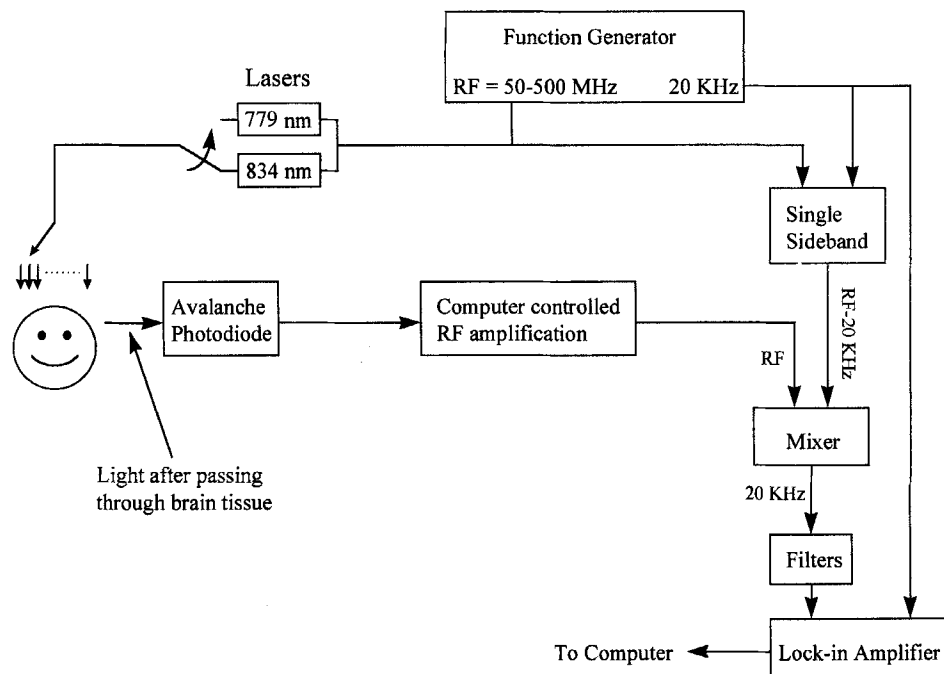 Function Generator
RF = 50-500 MHz 20 KHz
Lasers
779 nm
834 nm
Single
Sideband
RF-20 KHz
Avalanche
Photodiode
Computer controlled
RF amplification
RF
Mixer
Light after passing
through brain tissue
20 KHz
Filters
To Computer
Lock-in Amplifier